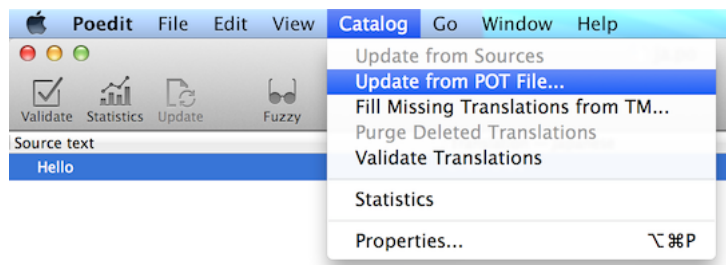 Poedit File Edit View Catalog Go Window Help
Update from Sources
Update from POT File...
Validate Statistics Update Fuzzy
Fill Missing Translations from TM...
Purge Deleted Translations
Source text
Validate Translations
Hello
Statistics
Properties... ⌥⌘P